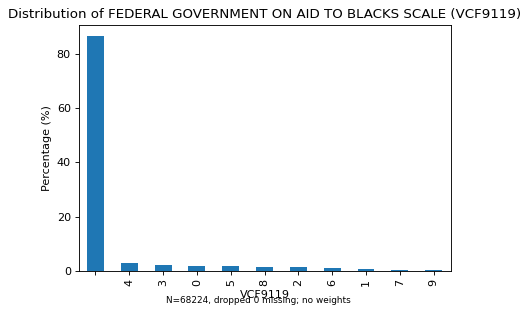 Distribution of FEDERAL GOVERNMENT ON AID TO BLACKS SCALE (VCF9119)
80
60
40
20
0
Percentage (%)
4 3 0 5 8 2 6 1 7 9
VCF9119
N=68224, dropped 0 missing; no weights